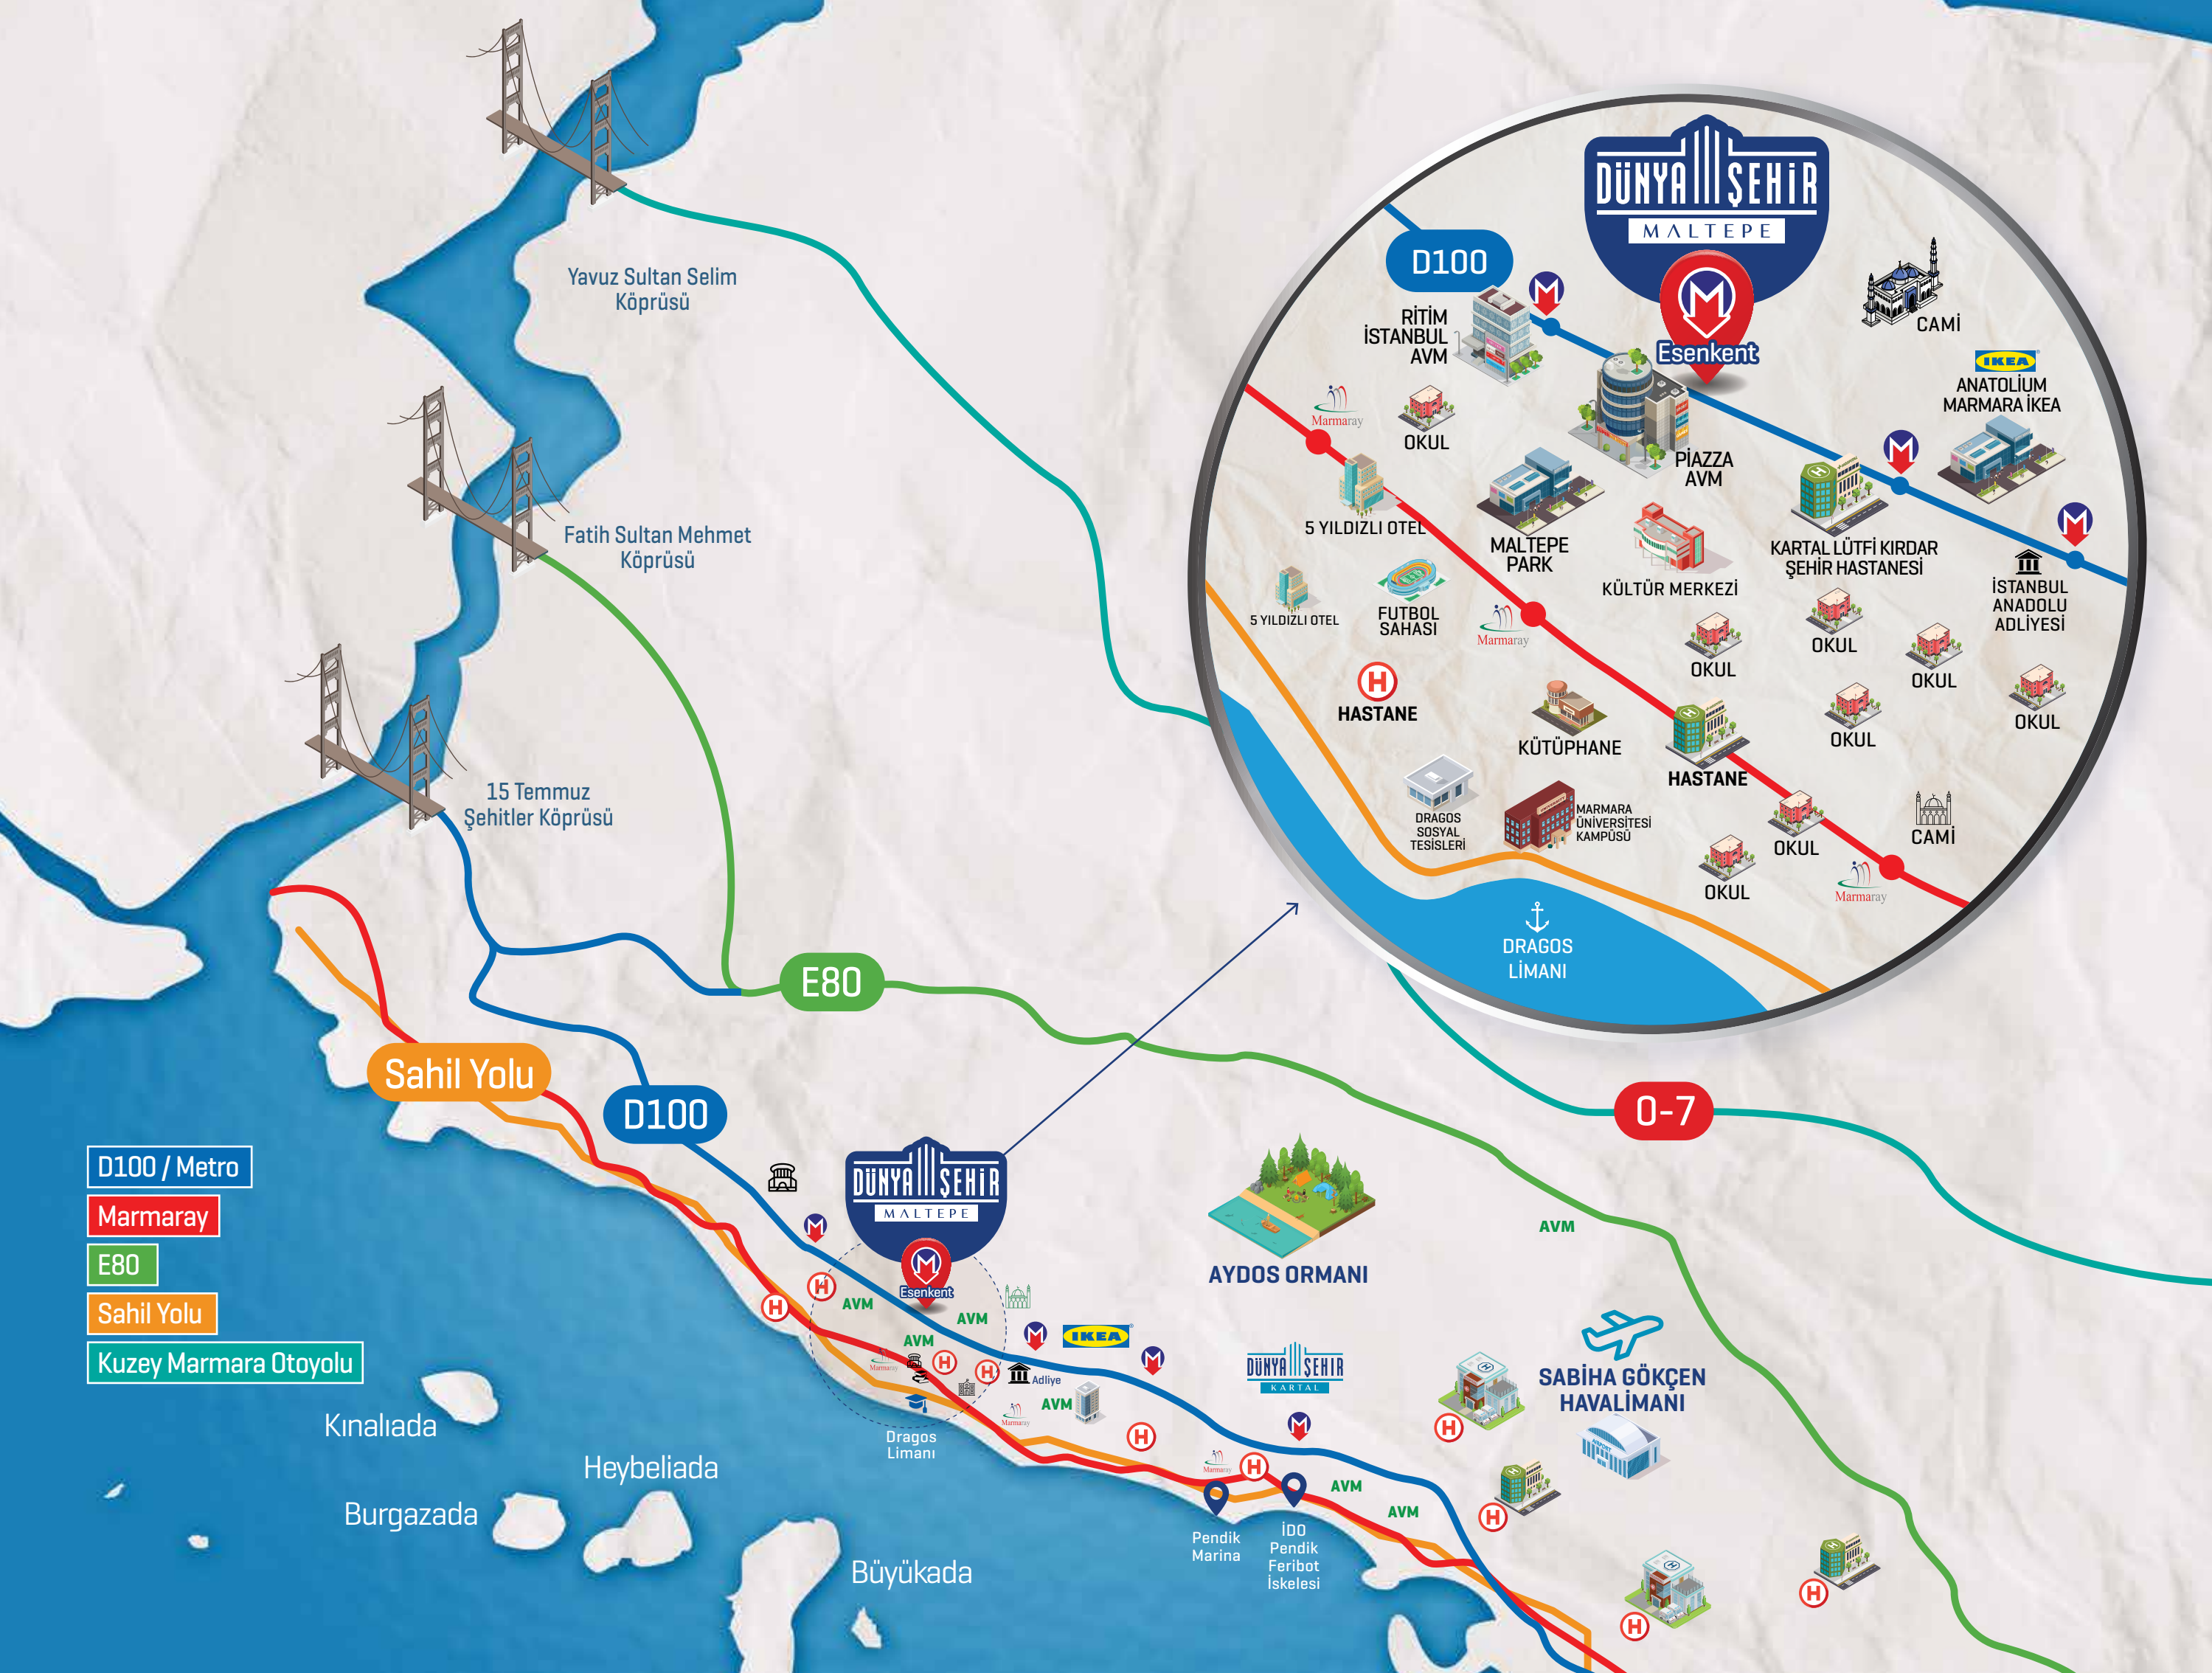 Yavuz Sultan Selim
Köprüsü
Fatih Sultan Mehmet
Köprüsü
15 Temmuz
Şehitler Köprüsü
DÜNYA ŞEHİR
MALTEPE
D100
M
M
Esenkent
RİTİM
İSTANBUL
AVM
CAMİ
IKEA
ANATOLİUM
MARMARA İKEA
Marmaray
OKUL
PİAZZA
AVM
M
M
5 YILDIZLI OTEL
MALTEPE
PARK
KARTAL LÜTFİ KIRDAR
ŞEHİR HASTANESİ
KÜLTÜR MERKEZİ
İSTANBUL
ANADOLU
ADLİYESİ
5 YILDIZLI OTEL
FUTBOL
SAHASI
Marmaray
OKUL
OKUL
OKUL
OKUL
OKUL
H
HASTANE
KÜTÜPHANE
HASTANE
DRAGOS
SOSYAL
TESİSLERİ
MARMARA
ÜNİVERSİTESİ
KAMPÜSÜ
OKUL
CAMİ
OKUL
Marmaray
DRAGOS
LİMANI
E80
Sahil Yolu
D100
O-7
D100 / Metro
Marmaray
E80
Sahil Yolu
Kuzey Marmara Otoyolu
DÜNYA ŞEHİR
MALTEPE
M
M
Esenkent
H
H
AVM
AVM
AVM
M
IKEA
M
Marmaray
H
H
Adliye
AVM
Marmaray
Dragos
Limanı
H
AYDOS ORMANI
AVM
DÜNYA ŞEHİR
KARTAL
M
SABİHA GÖKÇEN
HAVALİMANI
AIRPORT
H
Marmaray
H
AVM
AVM
H
H
H
Pendik
Marina
İDO
Pendik
Feribot
İskelesi
Kınalıada
Heybeliada
Burgazada
Büyükada